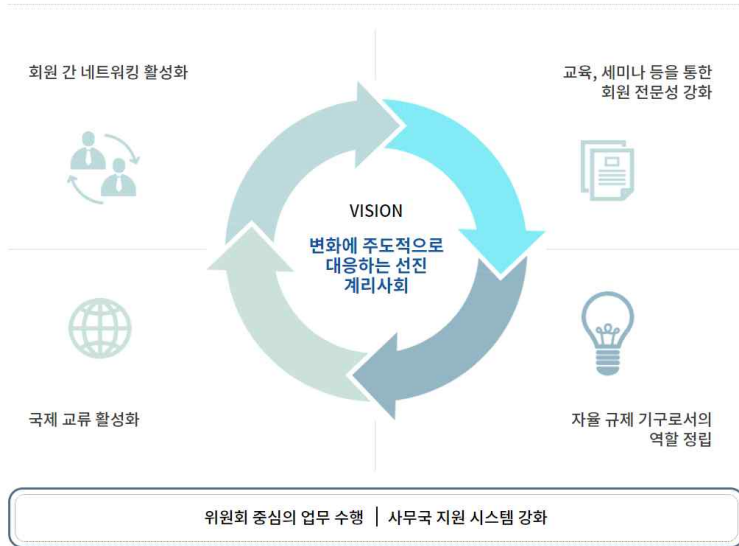 회원 간 네트워킹 활성화
교육, 세미나 등을 통한
회원 전문성 강화
VISION
변화에 주도적으로
대응하는 선진
계리사회
국제 교류 활성화
자율 규제 기구로서의
역할 정립
위원회 중심의 업무 수행 | 사무국 지원 시스템 강화